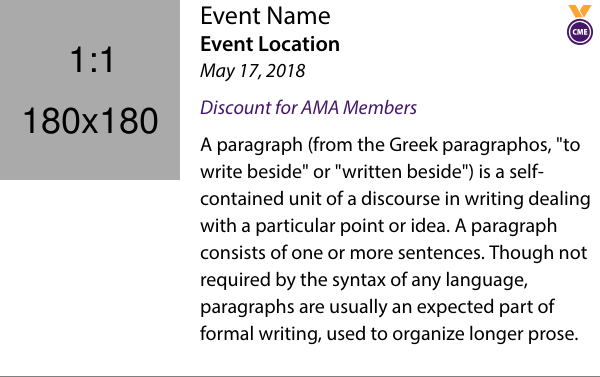 1:1
180x180
Event Name
CME
Event Location
May 17, 2018
Discount for AMA Members
A paragraph (from the Greek paragraphos, "to
write beside" or "written beside") is a self-
contained unit of a discourse in writing dealing
with a particular point or idea. A paragraph
consists of one or more sentences. Though not
required by the syntax of any language,
paragraphs are usually an expected part of
formal writing, used to organize longer prose.